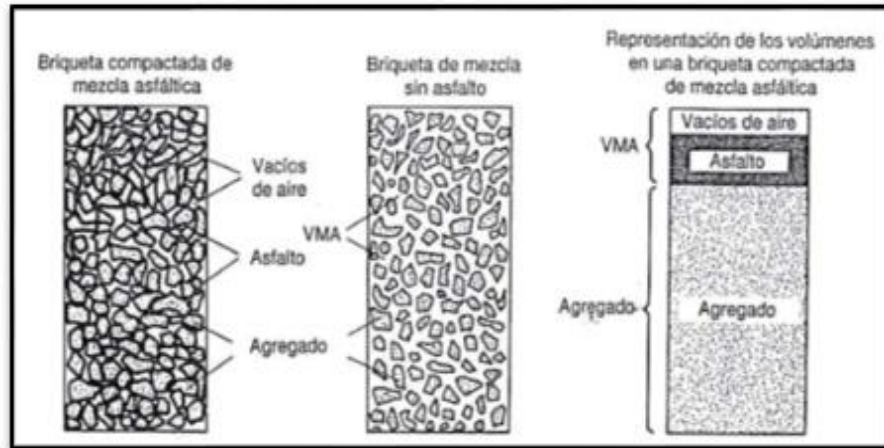 Briqueta compactada de
mezcla asfáltica
Vacíos
de aire
Asfalto
Agregado
Briqueta de mezcla
sin asfalto
VMA
Representación de los volúmenes
en una briqueta compactada
de mezcla asfáltica
VMA
Vacíos de aire
Asfalto
Agregado
Agregado